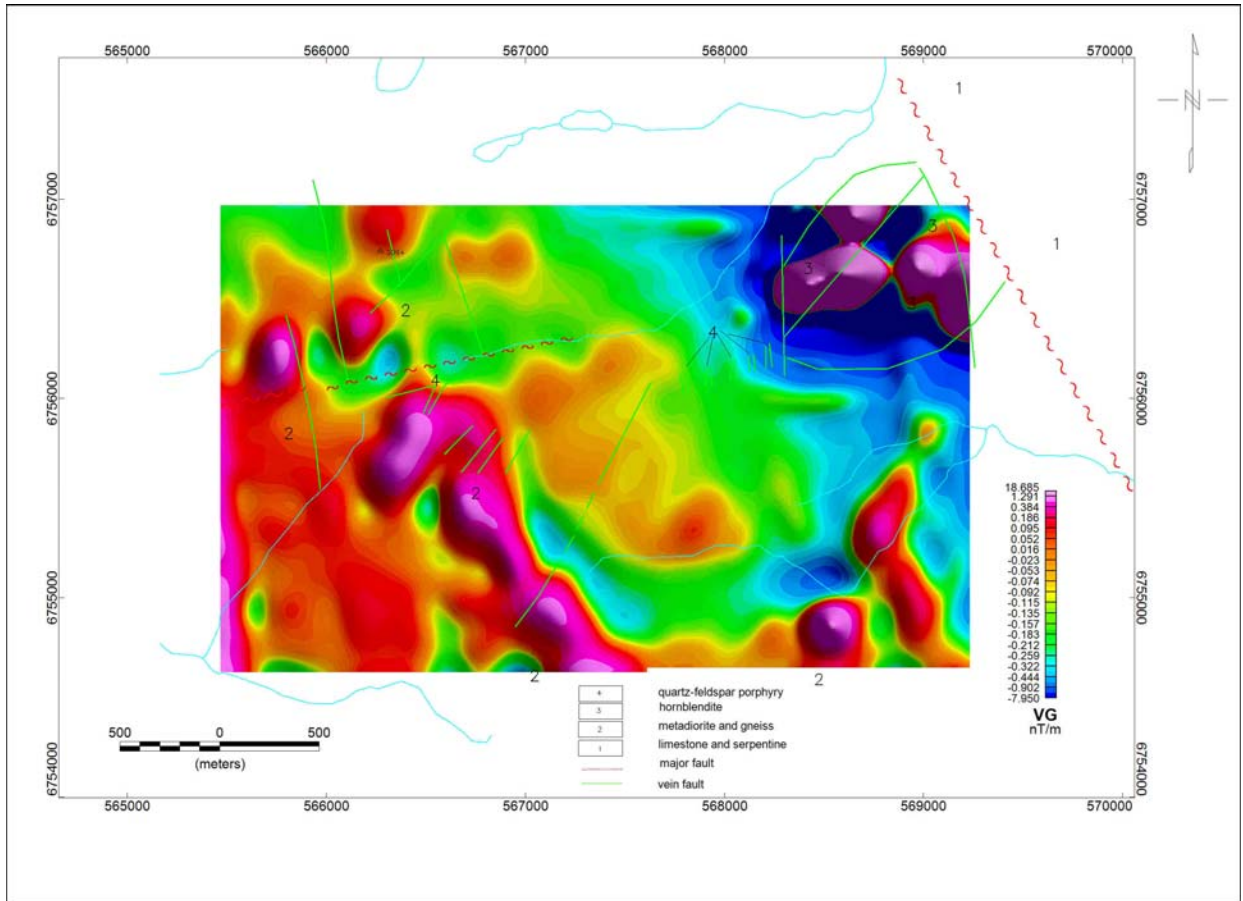 565000 566000 567000 568000 569000 570000
1
N
6757000 6757000
3
1
3
2
4
6756000 6756000
4
2
2
18.685
1.291
0.384
0.186
0.095
0.052
0.016
-0.023
-0.053
-0.074
-0.094
-0.115
-0.135
-0.157
-0.183
-0.212
-0.259
-0.322
-0.444
-0.902
-7.950
VG
nT/m
6755000 6755000
2
2
4 quartz-feldspar porphyry
3 hornblendite
2 metadiorite and gneiss
1 limestone and serpentine
major fault
vein fault
500 0 500
(meters)
6754000 6754000
565000 566000 567000 568000 569000 570000